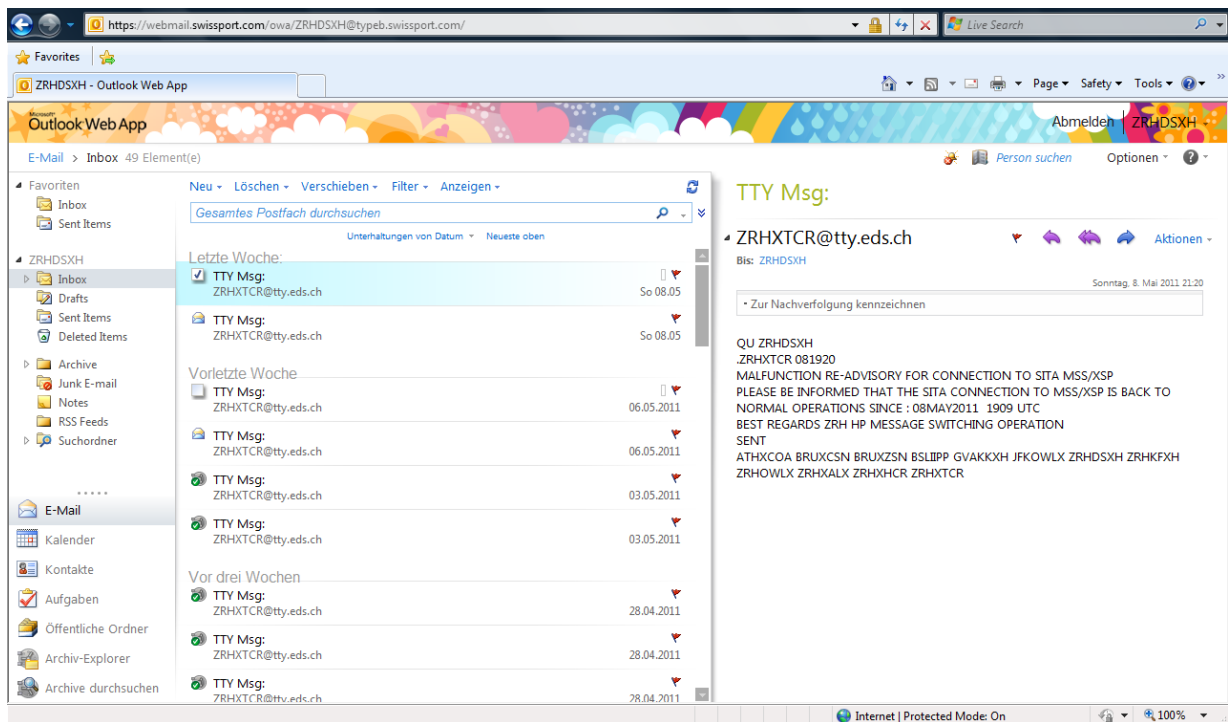 https://webmail.swissport.com/owa/ZRHDSXH@typeb.swissport.com/
Live Search
Favorites
ZRHDSXH - Outlook Web App
Page Safety Tools
Microsoft
Outlook Web App
Abmelden | ZRHDSXH
E-Mail > Inbox 49 Element(e)
Person suchen Optionen
Favoriten
Inbox
Sent Items
ZRHDSXH
Inbox
Drafts
Sent Items
Deleted Items
Archive
Junk E-mail
Notes
RSS Feeds
Suchordner
E-Mail
Kalender
Kontakte
Aufgaben
Öffentliche Ordner
Archiv-Explorer
Archive durchsuchen
Neu Löschen Verschieben Filter Anzeigen
Gesamtes Postfach durchsuchen
Unterhaltungen von Datum Neueste oben
Letzte Woche:
TTY Msg:
ZRHXTCR@tty.eds.ch So 08.05
TTY Msg:
ZRHXTCR@tty.eds.ch So 08.05
Vorletzte Woche
TTY Msg:
ZRHXTCR@tty.eds.ch 06.05.2011
TTY Msg:
ZRHXTCR@tty.eds.ch 06.05.2011
TTY Msg:
ZRHXTCR@tty.eds.ch 03.05.2011
TTY Msg:
ZRHXTCR@tty.eds.ch 03.05.2011
Vor drei Wochen
TTY Msg:
ZRHXTCR@tty.eds.ch 28.04.2011
TTY Msg:
ZRHXTCR@tty.eds.ch 28.04.2011
TTY Msg:
ZRHXTCR@tty.eds.ch 28.04.2011
TTY Msg:
ZRHXTCR@tty.eds.ch
Aktionen
Bis: ZRHDSXH
Sonntag, 8. Mai 2011 21:20
Zur Nachverfolgung kennzeichnen
QU ZRHDSXH
.ZRHXTCR 081920
MALFUNCTION RE-ADVISORY FOR CONNECTION TO SITA MSS/XSP
PLEASE BE INFORMED THAT THE SITA CONNECTION TO MSS/XSP IS BACK TO
NORMAL OPERATIONS SINCE : 08MAY2011 1909 UTC
BEST REGARDS ZRH HP MESSAGE SWITCHING OPERATION
SENT
ATHXCOA BRUXCSN BRUXZSN BSLIIPP GVAKKXH JFKOWLX ZRHDSXH ZRHKFXH
ZRHOWLX ZRHXALX ZRHXHCR ZRHXTCR
Internet | Protected Mode: On
100%